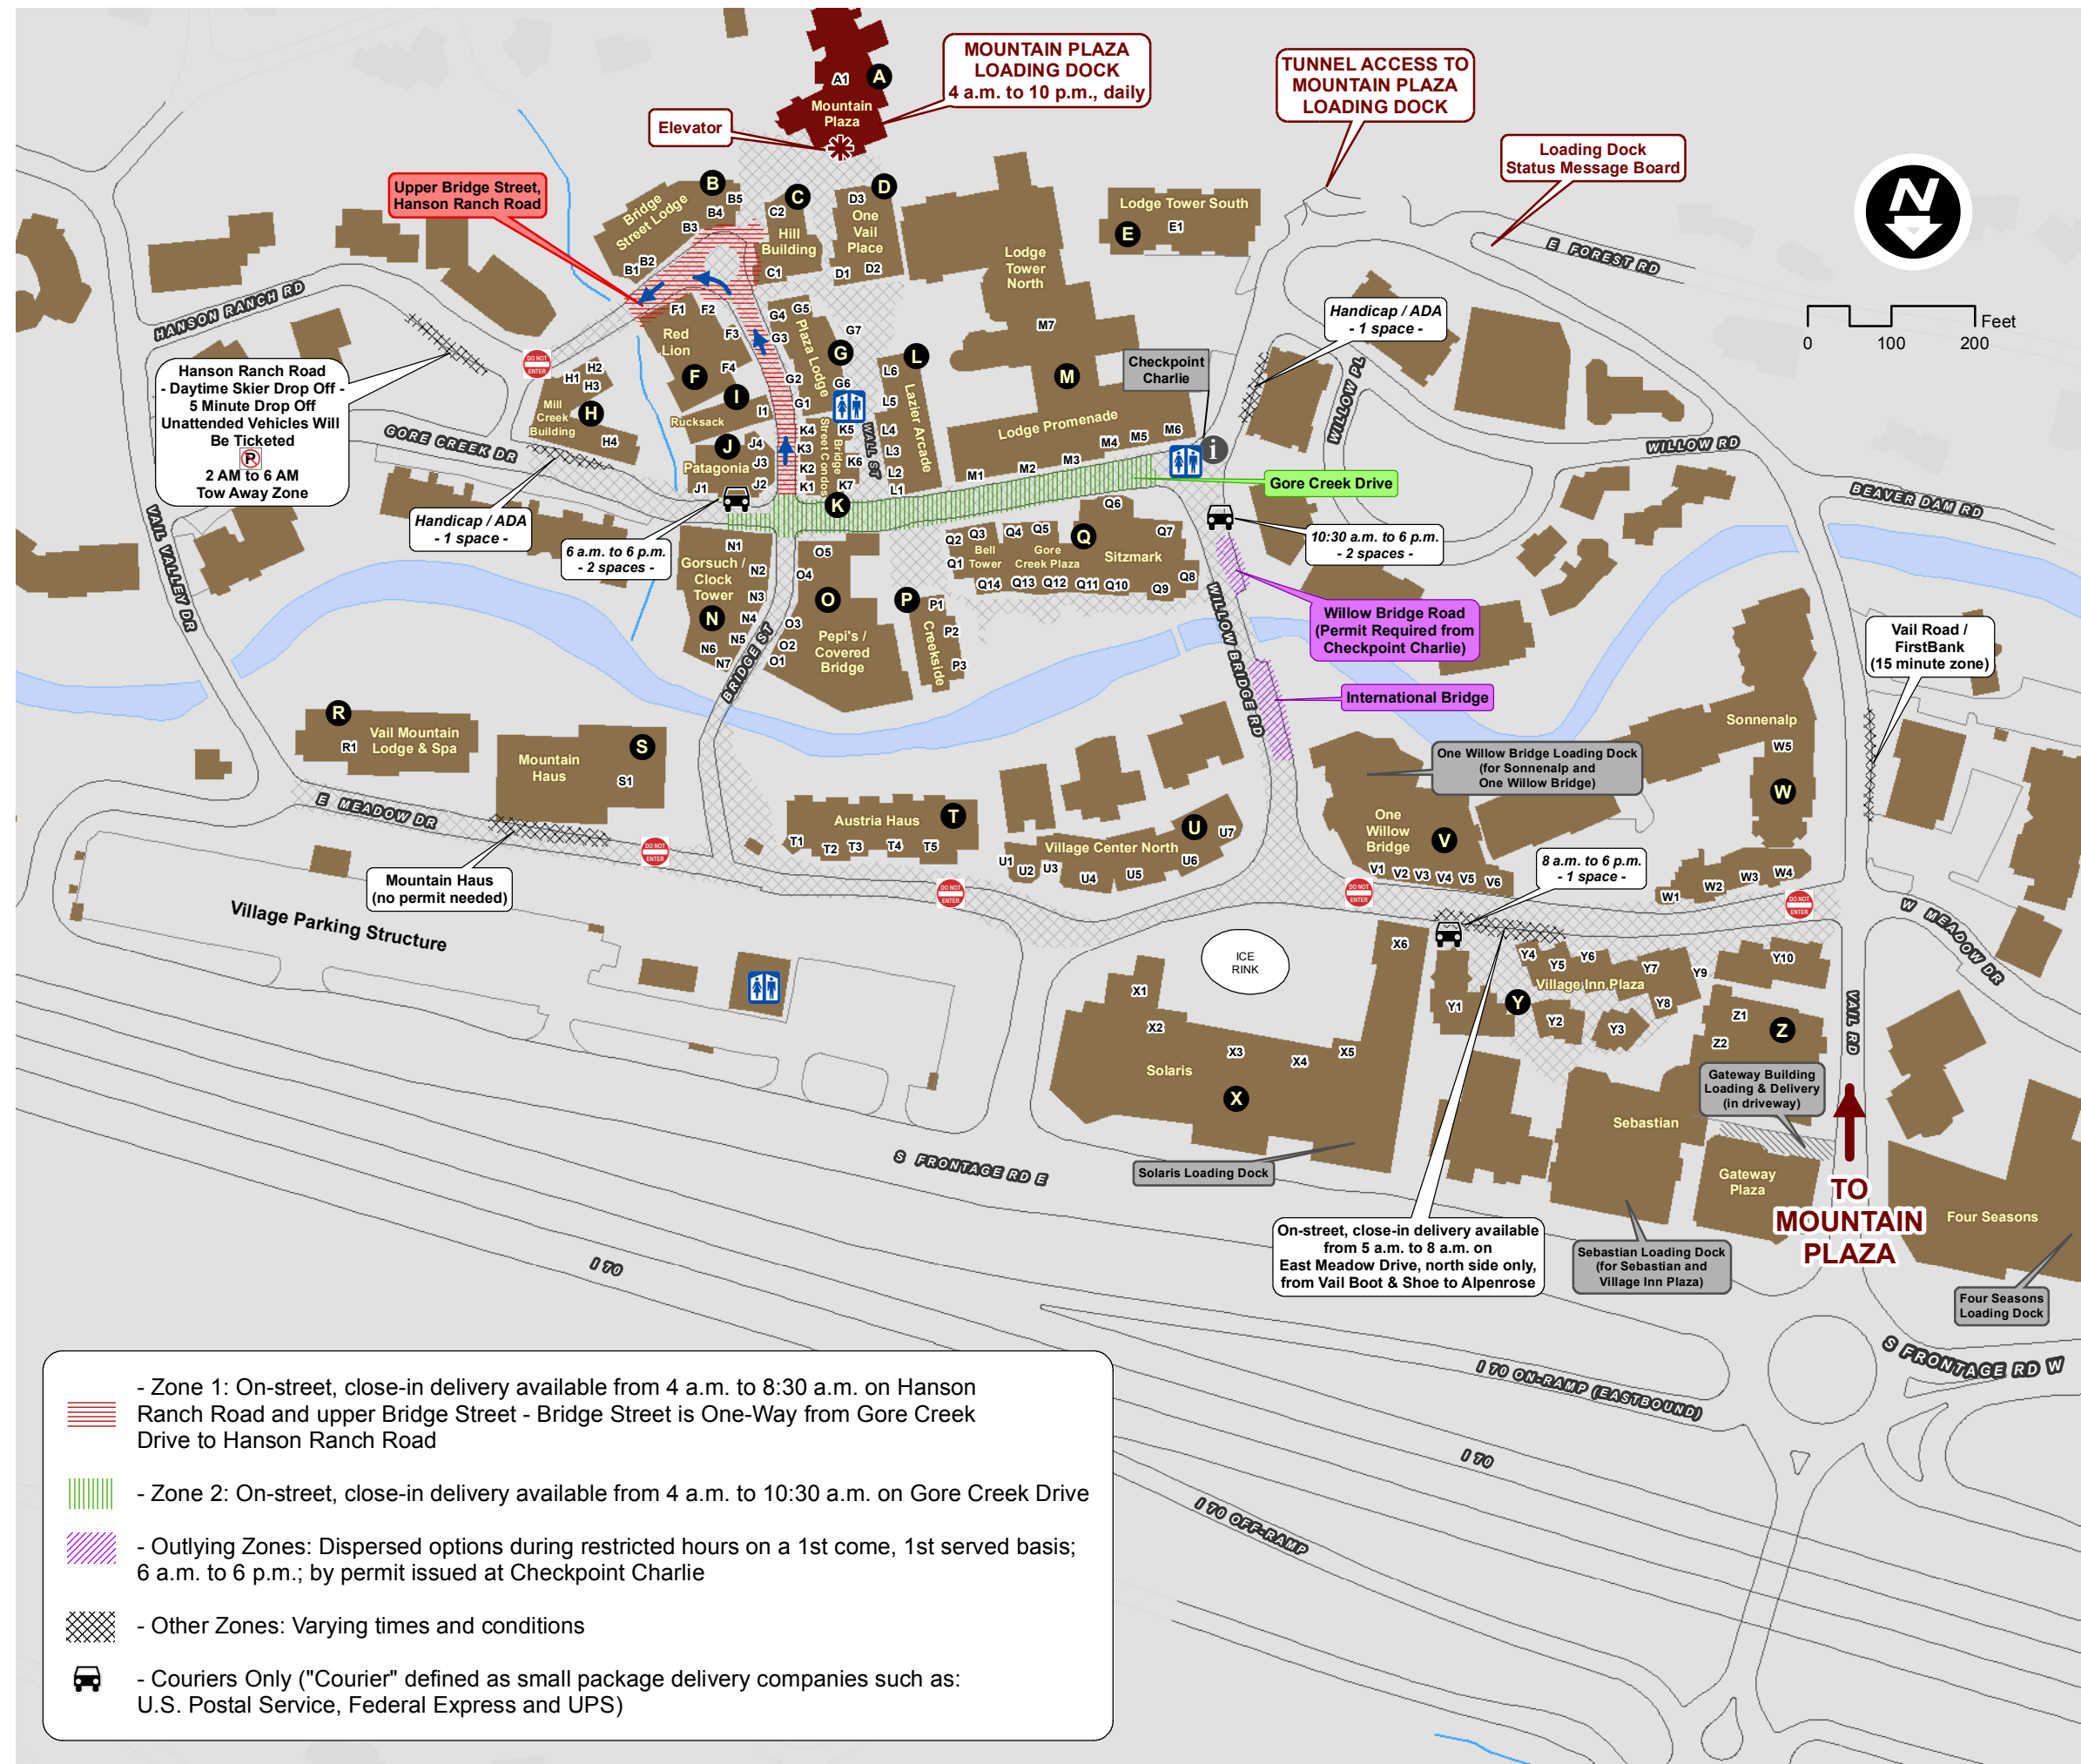 MOUNTAIN PLAZA
LOADING DOCK
4 a.m. to 10 p.m., daily
TUNNEL ACCESS TO
MOUNTAIN PLAZA
LOADING DOCK
A1
A
Mountain
Plaza
Elevator
Loading Dock
Status Message Board
N
Upper Bridge Street,
Hanson Ranch Road
Bridge
Street Lodge
B
B5
B4
B3
B2
B1
C
C2
Hill
Building
C1
D
D3
One
Vail
Place
D1
D2
Lodge Tower South
E
E1
E FOREST RD
Lodge
Tower
North
M7
Feet
0
100
200
HANSON RANCH RD
Handicap / ADA
- 1 space -
Checkpoint
Charlie
WILLOW PL
Hanson Ranch Road
- Daytime Skier Drop Off -
5 Minute Drop Off
Unattended Vehicles Will
Be Ticketed
P
2 AM to 6 AM
Tow Away Zone
DO NOT
ENTER
F1
F2
F3
Red
Lion
F4
F
G4
G5
G3
Plaza Lodge
G7
G
G2
G6
G1
L
L6
L5
L4
L3
L2
L1
Lazier Arcade
WALL ST
H1
H2
H3
Mill
Creek
Building
H
H4
I
I1
Rucksack
J
J4
J3
Patagonia
J1
J2
K4
K3
K2
K1
Bridge
Street Condos
K5
K6
K7
K
M
Lodge Promenade
M1
M2
M3
M4
M5
M6
i
GORE CREEK DR
WILLOW RD
BEAVER DAM RD
Gore Creek Drive
Handicap / ADA
- 1 space -
6 a.m. to 6 p.m.
- 2 spaces -
10:30 a.m. to 6 p.m.
- 2 spaces -
VAIL VALLEY DR
N1
Gorsuch /
Clock
Tower
N2
N3
N
N4
N5
N6
N7
BRIDGE ST
O5
O4
O
O3
O2
O1
Pepi's /
Covered
Bridge
P
P1
P2
P3
Creekside
Q2
Q3
Q4
Q5
Q
Q6
Q7
Q1
Bell
Tower
Gore
Creek Plaza
Sitzmark
Q14
Q13
Q12
Q11
Q10
Q9
Q8
WILLOW BRIDGE RD
Willow Bridge Road
(Permit Required from
Checkpoint Charlie)
International Bridge
Vail Road /
FirstBank
(15 minute zone)
R
R1
Vail Mountain
Lodge & Spa
Mountain
Haus
S
S1
E MEADOW DR
Mountain Haus
(no permit needed)
DO NOT
ENTER
Village Parking Structure
Austria Haus
T
T1
T2
T3
T4
T5
DO NOT
ENTER
U
Village Center North
U1
U2
U3
U4
U5
U6
U7
One Willow Bridge Loading Dock
(for Sonnenalp and
One Willow Bridge)
One
Willow
Bridge
V
V1
V2
V3
V4
V5
V6
DO NOT
ENTER
8 a.m. to 6 p.m.
- 1 space -
Sonnenalp
W5
W
W1
W2
W3
W4
DO NOT
ENTER
W MEADOW DR
ICE
RINK
X6
X1
X2
X3
X4
X5
Solaris
X
Solaris Loading Dock
Y4
Y5
Y6
Y7
Y9
Y10
Village Inn Plaza
Y
Y1
Y2
Y3
Y8
Z1
Z
Z2
VAIL RD
Gateway Building
Loading & Delivery
(in driveway)
Sebastian
Gateway
Plaza
TO
MOUNTAIN
PLAZA
Four Seasons
On-street, close-in delivery available
from 5 a.m. to 8 a.m. on
East Meadow Drive, north side only,
from Vail Boot & Shoe to Alpenrose
Sebastian Loading Dock
(for Sebastian and
Village Inn Plaza)
Four Seasons
Loading Dock
S FRONTAGE RD E
S FRONTAGE RD W
I 70
I 70 ON-RAMP (EASTBOUND)
I 70
I 70 OFF-RAMP
- Zone 1: On-street, close-in delivery available from 4 a.m. to 8:30 a.m. on Hanson
Ranch Road and upper Bridge Street - Bridge Street is One-Way from Gore Creek
Drive to Hanson Ranch Road
- Zone 2: On-street, close-in delivery available from 4 a.m. to 10:30 a.m. on Gore Creek Drive
- Outlying Zones: Dispersed options during restricted hours on a 1st come, 1st served basis;
6 a.m. to 6 p.m.; by permit issued at Checkpoint Charlie
- Other Zones: Varying times and conditions
- Couriers Only ("Courier" defined as small package delivery companies such as:
U.S. Postal Service, Federal Express and UPS)